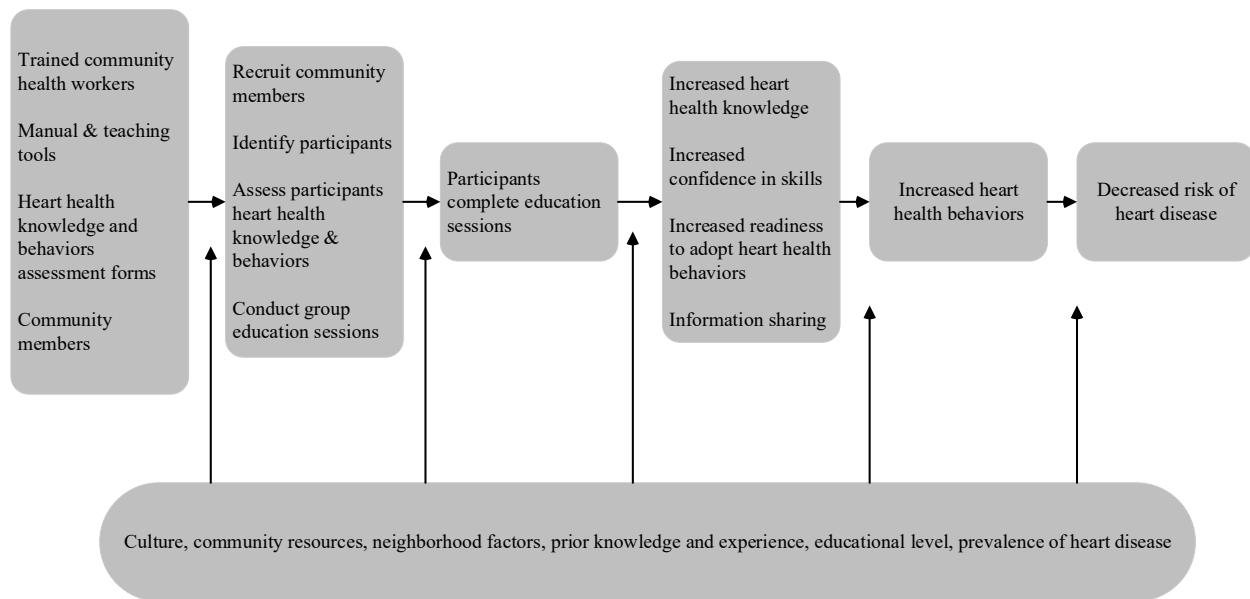 Trained community
health workers
Manual & teaching
tools
Heart health
knowledge and
behaviors
assessment forms
Community
members
Recruit community
members
Identify participants
Assess participants
heart health
knowledge &
behaviors
Conduct group
education sessions
Participants
complete education
sessions
Increased heart
health knowledge
Increased
confidence in skills
Increased readiness
to adopt heart health
behaviors
Information sharing
Increased heart
health behaviors
Decreased risk of
heart disease
Culture, community resources, neighborhood factors, prior knowledge and experience, educational level, prevalence of heart disease